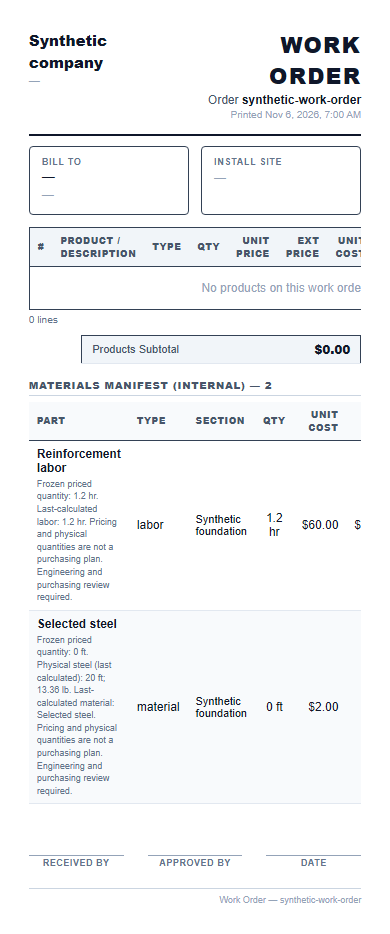 Synthetic
company
—
WORK
ORDER
Order synthetic-work-order
Printed Nov 6, 2026, 7:00 AM
BILL TO
—
—
INSTALL SITE
—
# PRODUCT / DESCRIPTION TYPE QTY UNIT PRICE EXT PRICE UNIT COST
No products on this work orde
0 lines
Products Subtotal $0.00
MATERIALS MANIFEST (INTERNAL) — 2
PART TYPE SECTION QTY UNIT COST
Reinforcement
labor
Frozen priced
quantity: 1.2 hr.
Last-calculated
labor: 1.2 hr. Pricing
and physical
quantities are not a
purchasing plan.
Engineering and
purchasing review
required.
labor
Synthetic
foundation
1.2
hr
$60.00
$
Selected steel
Frozen priced
quantity: 0 ft.
Physical steel (last
calculated): 20 ft;
13.36 lb. Last-
calculated material:
Selected steel.
Pricing and physical
quantities are not a
purchasing plan.
Engineering and
purchasing review
required.
material
Synthetic
foundation
0 ft
$2.00
RECEIVED BY
APPROVED BY
DATE
Work Order — synthetic-work-order